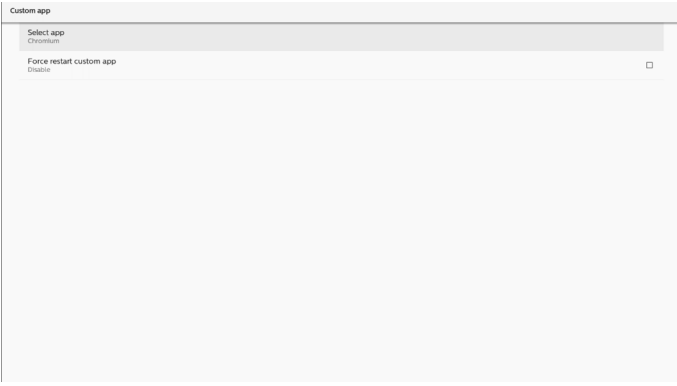 Custom app
Select app
Chromium
Force restart custom app
Disable